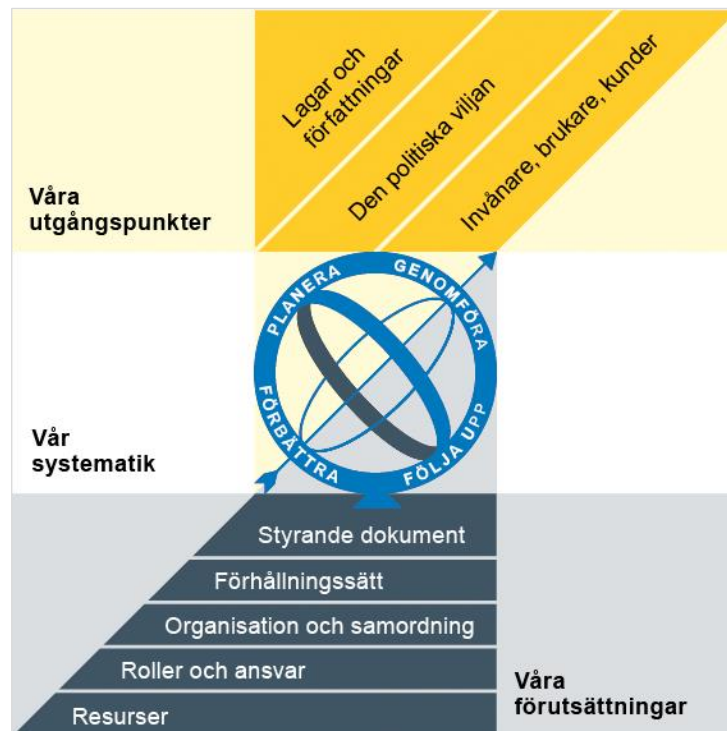 Lagar och
författningar
Den politiska viljan
Invånare, brukare, kunder
Våra
utgångspunkter
PLANERA
GENOMFÖRA
FÖLJA UPP
FÖRBÄTTRA
Vår
systematik
Styrande dokument
Förhållningssätt
Organisation och samordning
Roller och ansvar
Resurser
Våra
förutsättningar